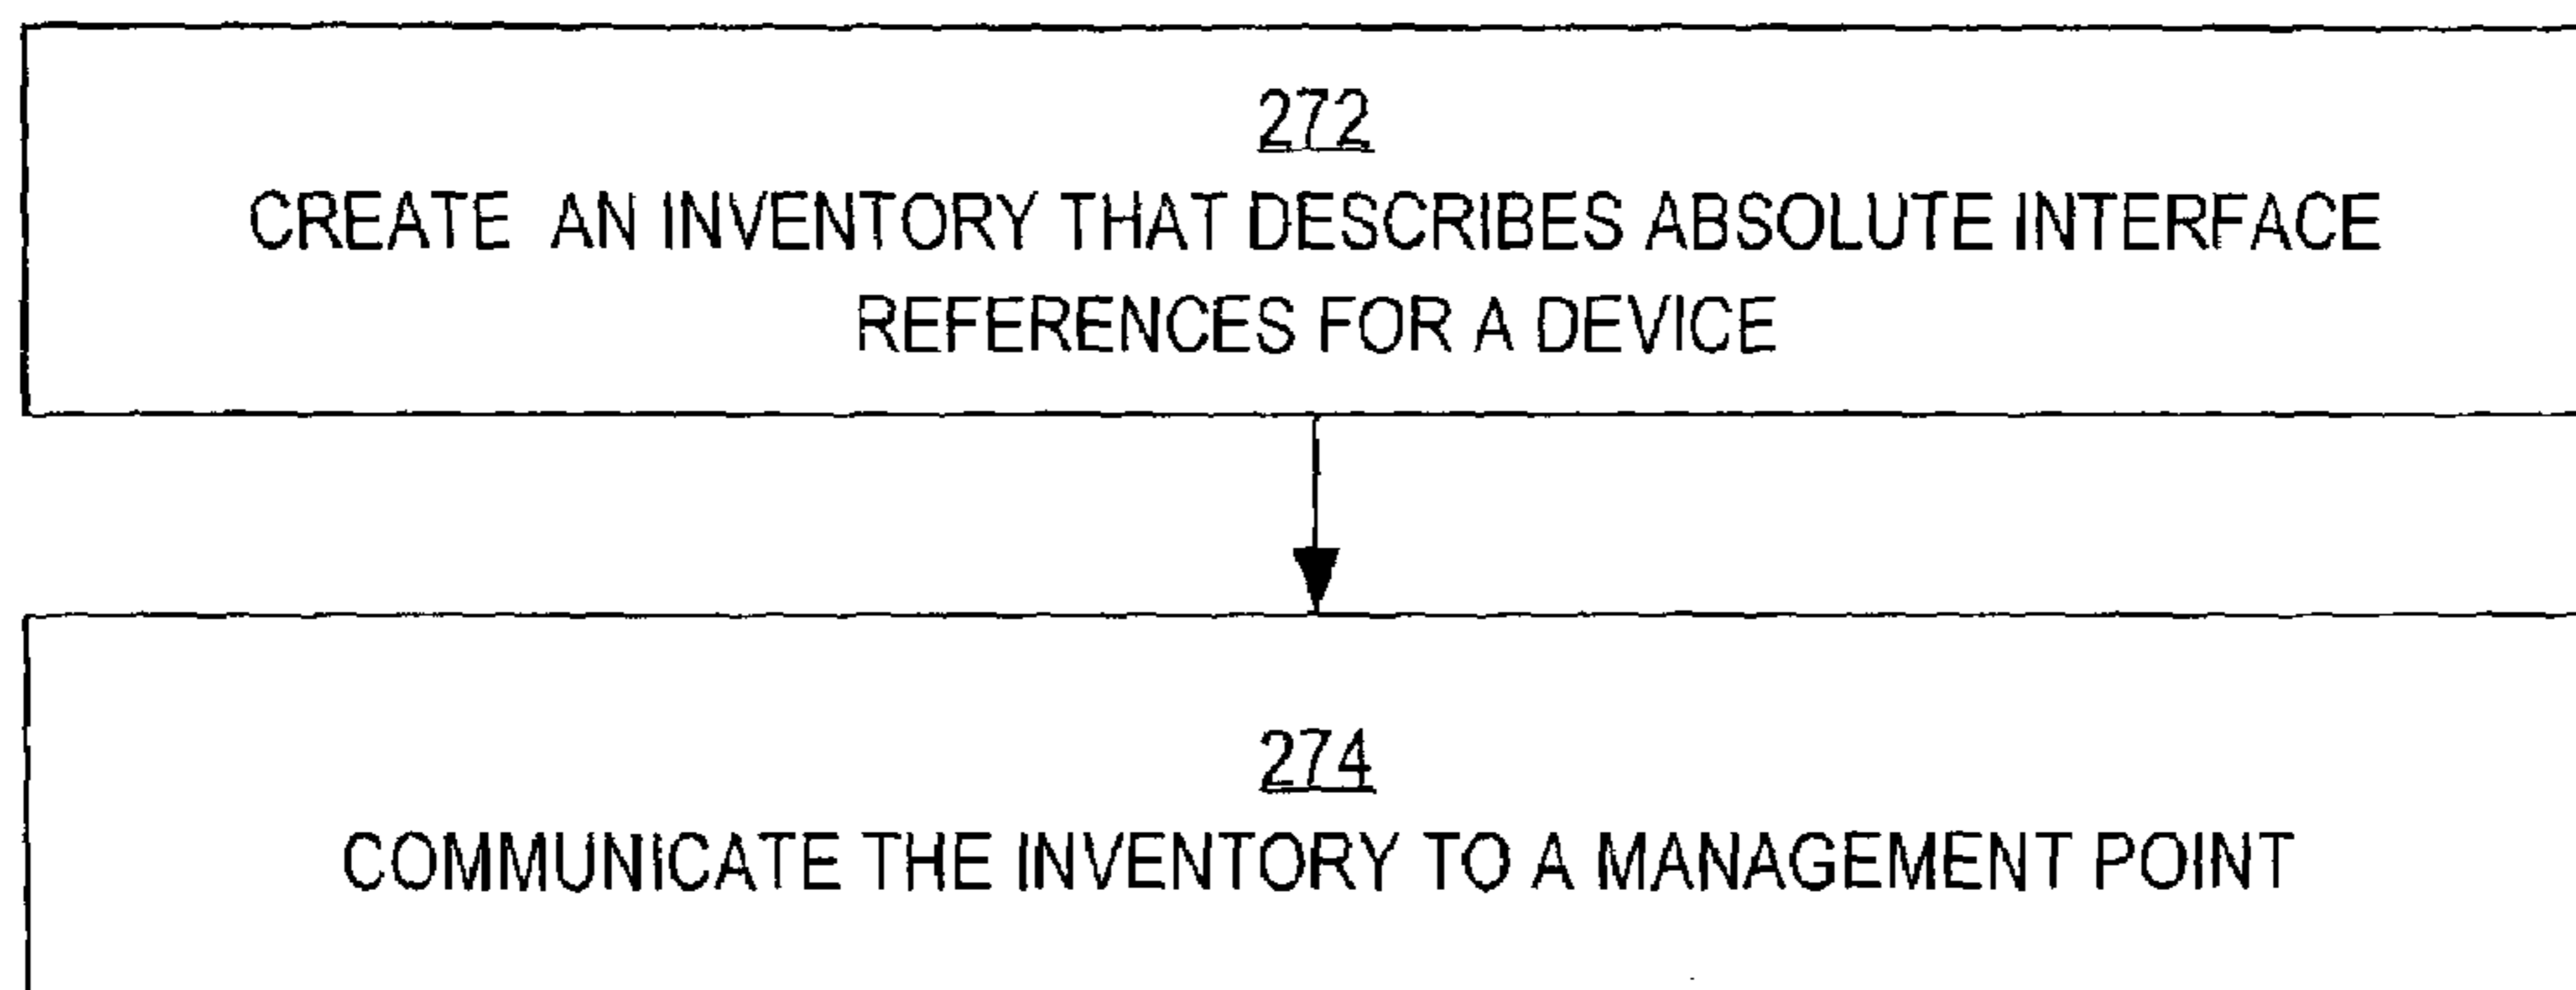 272
CREATE AN INVENTORY THAT DESCRIBES ABSOLUTE INTERFACE
REFERENCES FOR A DEVICE
274
COMMUNICATE THE INVENTORY TO A MANAGEMENT POINT